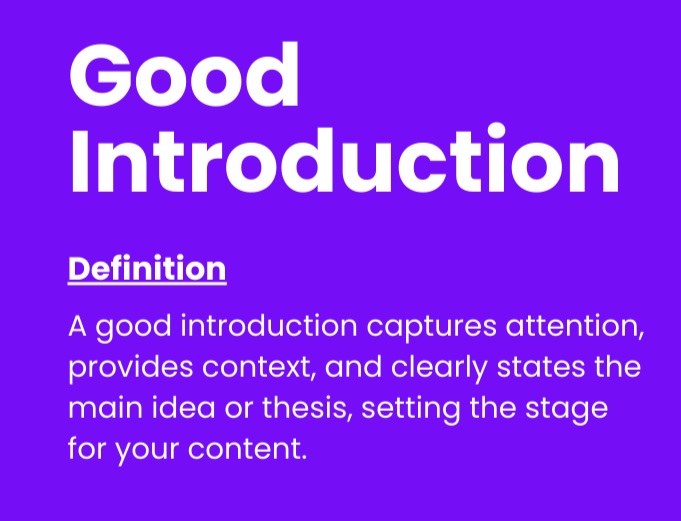 Good
Introduction
Definition
A good introduction captures attention,
provides context, and clearly states the
main idea or thesis, setting the stage
for your content.